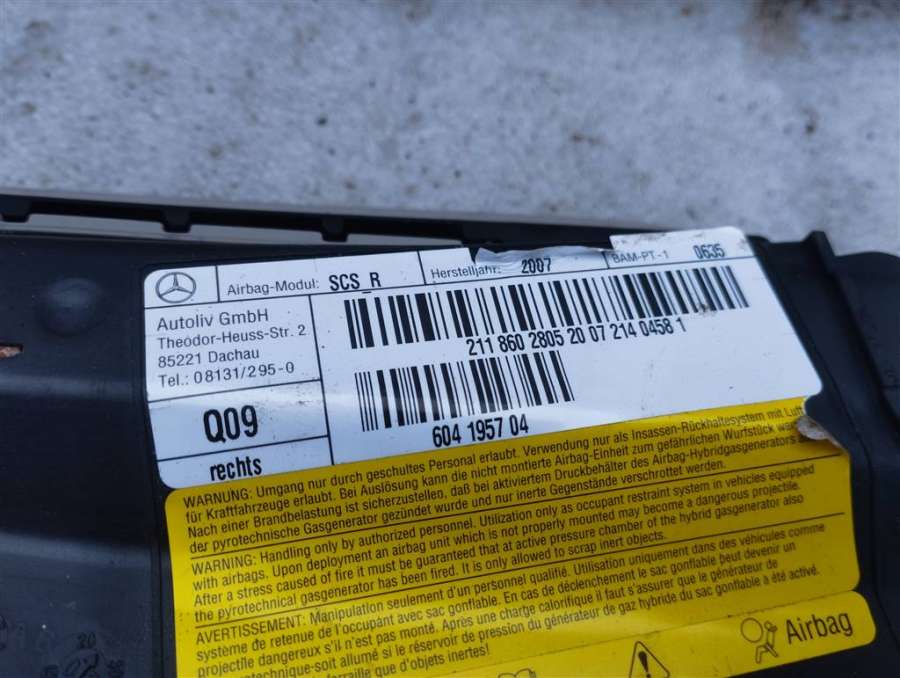 Airbag-Modul: SCS_R
Herstelljahr: 2007
BAM-PT-1 0635
Autoliv GmbH
Theodor-Heuss-Str. 2
85221 Dachau
Tel.: 08131/295-0
211 860 2805 20 07 214 0458 1
Q09
604 1957 04
rechts
WARNUNG: Umgang nur durch geschultes Personal erlaubt. Verwendung nur als Insassen-Rückhaltesystem mit Luft
für Kraftfahrzeuge erlaubt. Bei Auslösung kann die nicht montierte Airbag-Einheit zum gefährlichen Wurfstück
Nach einer Brandbelastung ist sicherzustellen, daß bei aktiviertem Druckbehälter des Airbag-Hybridgasgenerators
der pyrotechnische Gasgenerator gezündet wurde und nur inerte Gegenstände verschrottet werden.
WARNING: Handling only by authorized personnel. Utilization only as occupant restraint system in vehicles equipped
with airbags. Upon deployment an airbag unit which is not properly mounted may become a dangerous projectile.
After a stress caused of fire it must be guaranteed that at active pressure chamber of the hybrid gasgenerator also
the pyrotechnical gasgenerator has been fired. It is only allowed to scrap inert objects.
AVERTISSEMENT: Manipulation seulement d'un personnel qualifié. Utilisation uniquement dans des véhicules comme
système de retenue de l'occupant avec sac gonflable. En cas de déclenchement le sac gonflable peut devenir un
projectile dangereux s'il n'est pas monté. Après une charge calorifique il faut s'assurer que le générateur de
pyrotechnique-soit allumé si le réservoir de pression du générateur de gaz hybride du sac gonflable a été activé.
ferraille que d'objets inertes!
Airbag